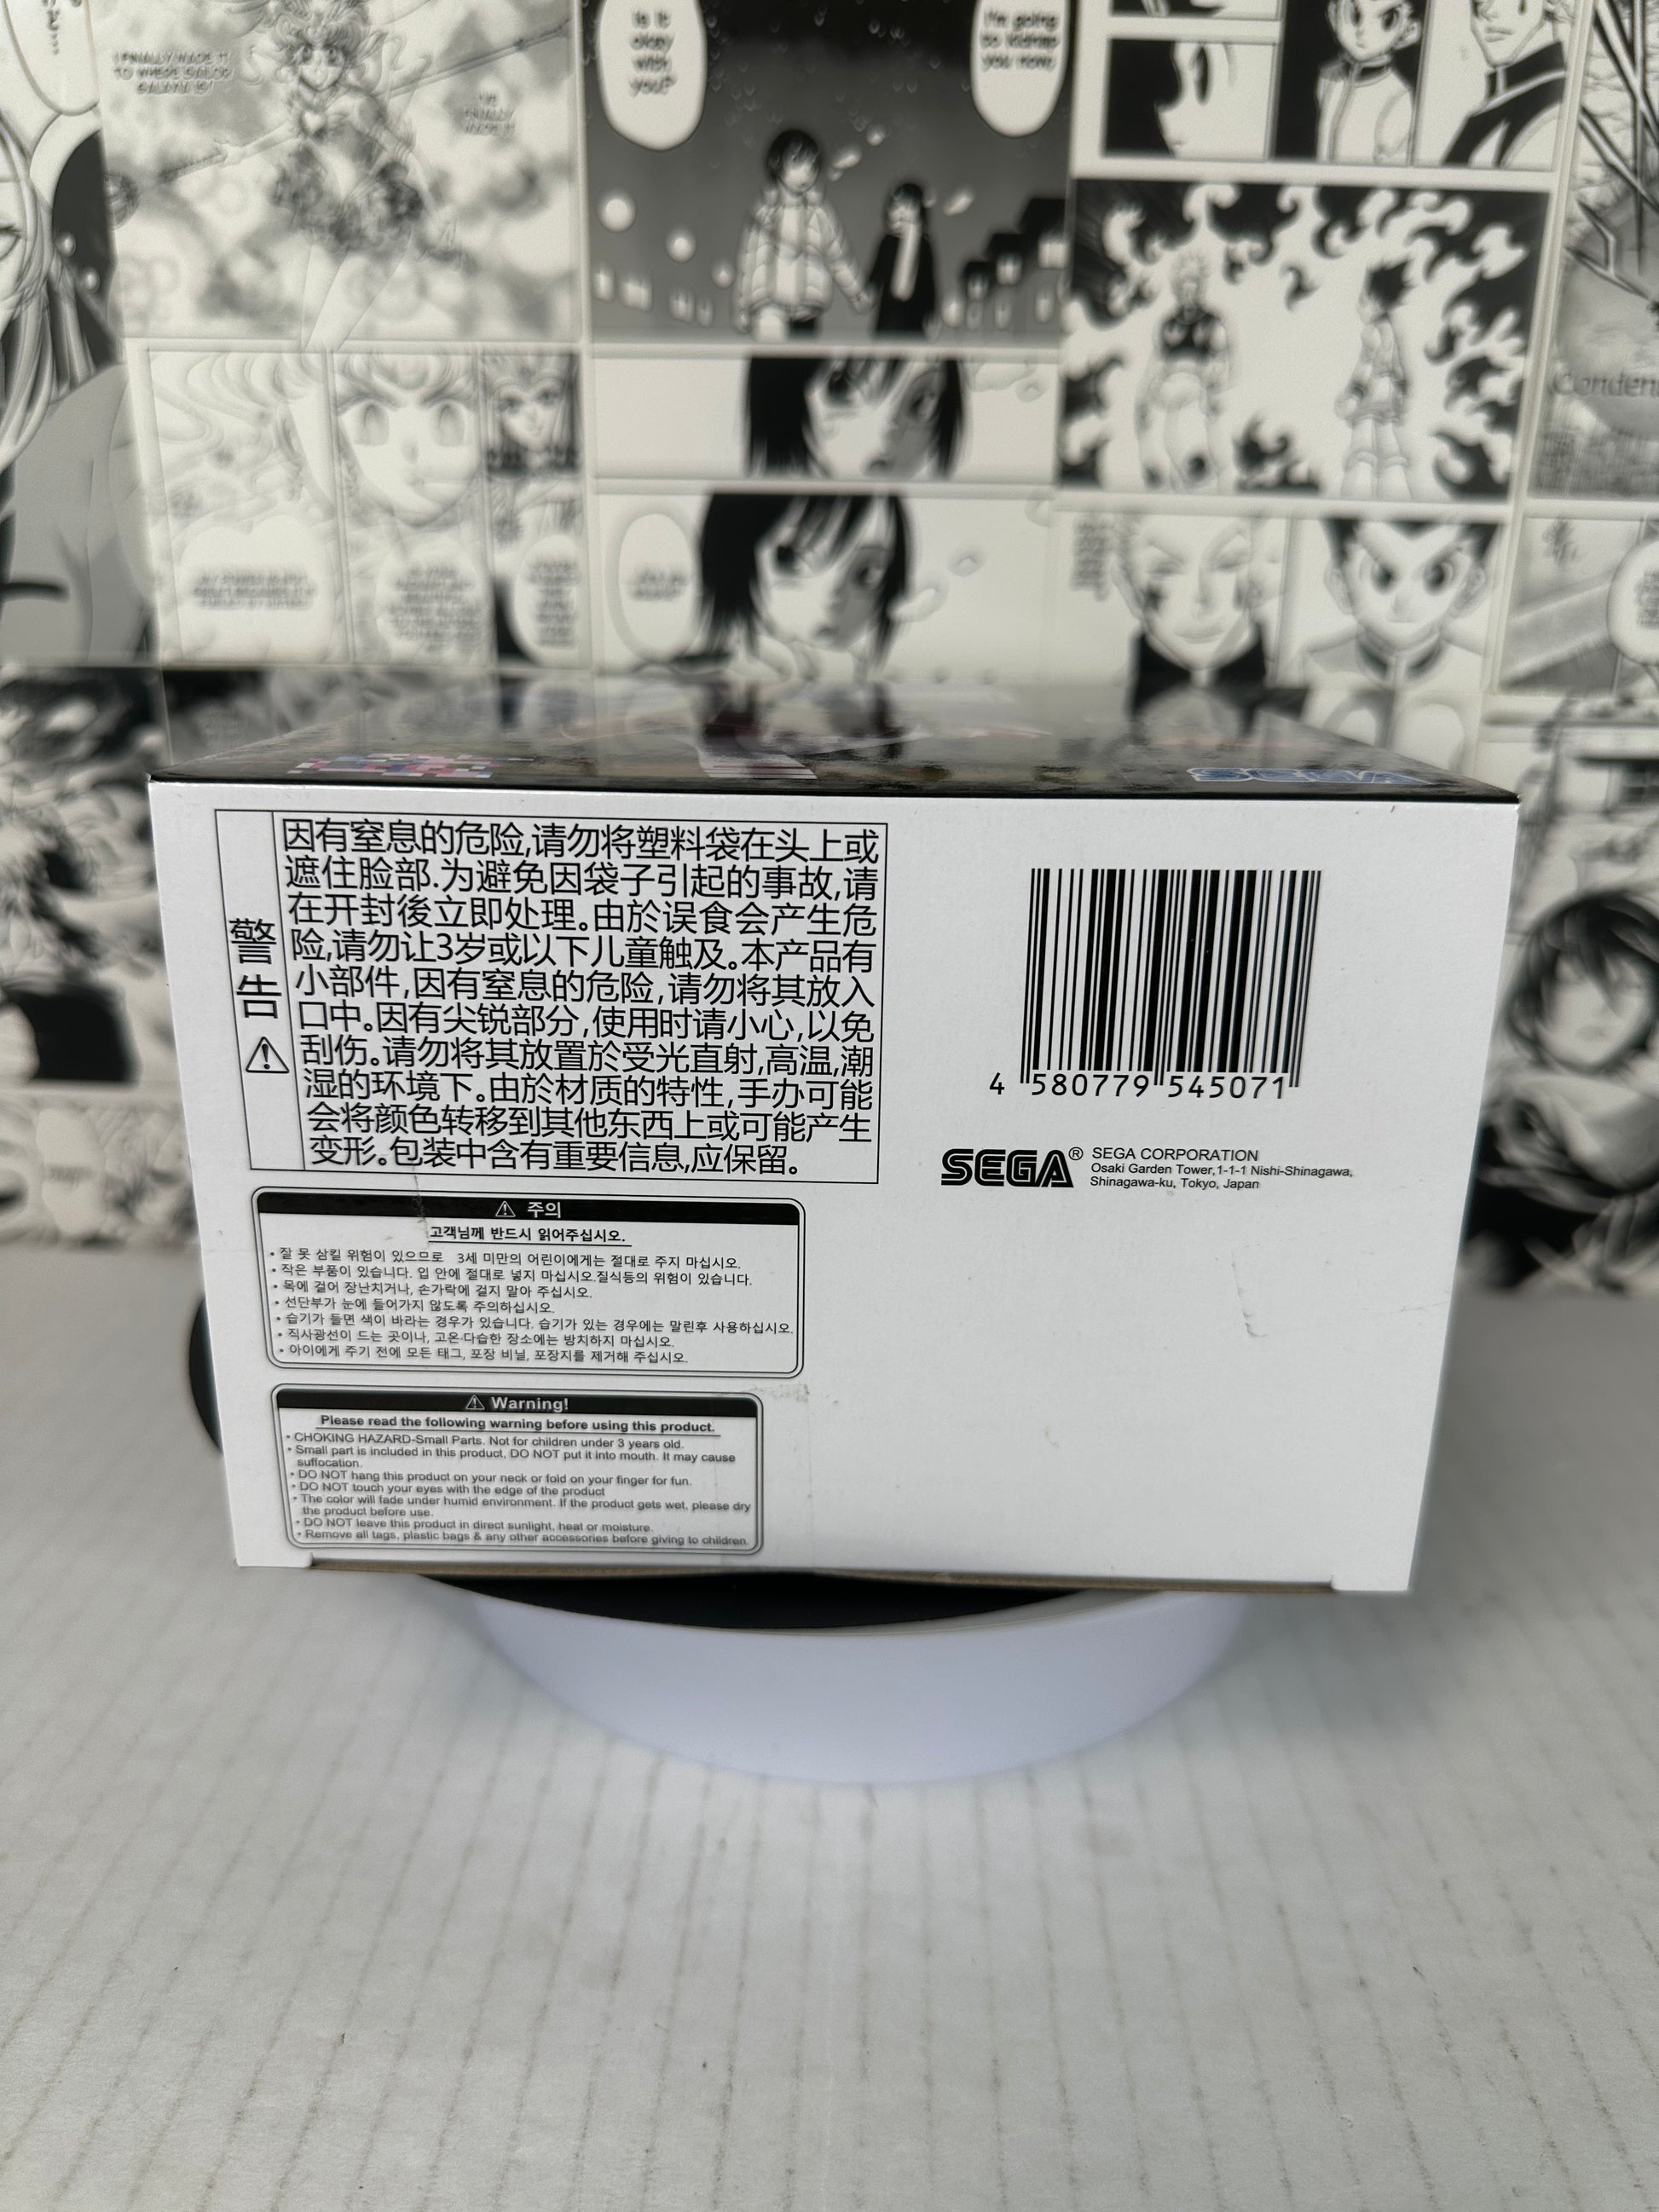 I FINALLY MADE IT
TO WHERE SAILOR
GALAXIA IS!
I'VE
FINALLY
MADE IT
Is it
okay
with
you?
I'm going
to kidnap
you now.
SEGA
警告
因有窒息的危险,请勿将塑料袋在头上或
遮住脸部.为避免因袋子引起的事故,请
在开封後立即处理。由於误食会产生危
险,请勿让3岁或以下儿童触及。本产品有
小部件,因有窒息的危险,请勿将其放入
口中。因有尖锐部分,使用时请小心,以免
刮伤。请勿将其放置於受光直射,高温,潮
湿的环境下。由於材质的特性,手办可能
会将颜色转移到其他东西上或可能产生
变形。包装中含有重要信息,应保留。
4 580779 545071
SEGA® SEGA CORPORATION
Osaki Garden Tower,1-1-1 Nishi-Shinagawa,
Shinagawa-ku, Tokyo, Japan
주의
고객님께 반드시 읽어주십시오.
• 잘 못 삼킬 위험이 있으므로 3세 미만의 어린이에게는 절대로 주지 마십시오.
• 작은 부품이 있습니다. 입 안에 절대로 넣지 마십시오.질식등의 위험이 있습니다.
• 목에 걸어 장난치거나, 손가락에 걸지 말아 주십시오.
• 선단부가 눈에 들어가지 않도록 주의하십시오.
• 습기가 들면 색이 바라는 경우가 있습니다. 습기가 있는 경우에는 말린후 사용하십시오.
• 직사광선이 드는 곳이나, 고온·다습한 장소에는 방치하지 마십시오.
• 아이에게 주기 전에 모든 태그, 포장 비닐, 포장지를 제거해 주십시오.
Warning!
Please read the following warning before using this product.
• CHOKING HAZARD-Small Parts. Not for children under 3 years old.
• Small part is included in this product, DO NOT put it into mouth. It may cause
suffocation.
• DO NOT hang this product on your neck or fold on your finger for fun.
• DO NOT touch your eyes with the edge of the product
• The color will fade under humid environment. If the product gets wet, please dry
the product before use.
• DO NOT leave this product in direct sunlight, heat or moisture.
• Remove all tags, plastic bags & any other accessories before giving to children.